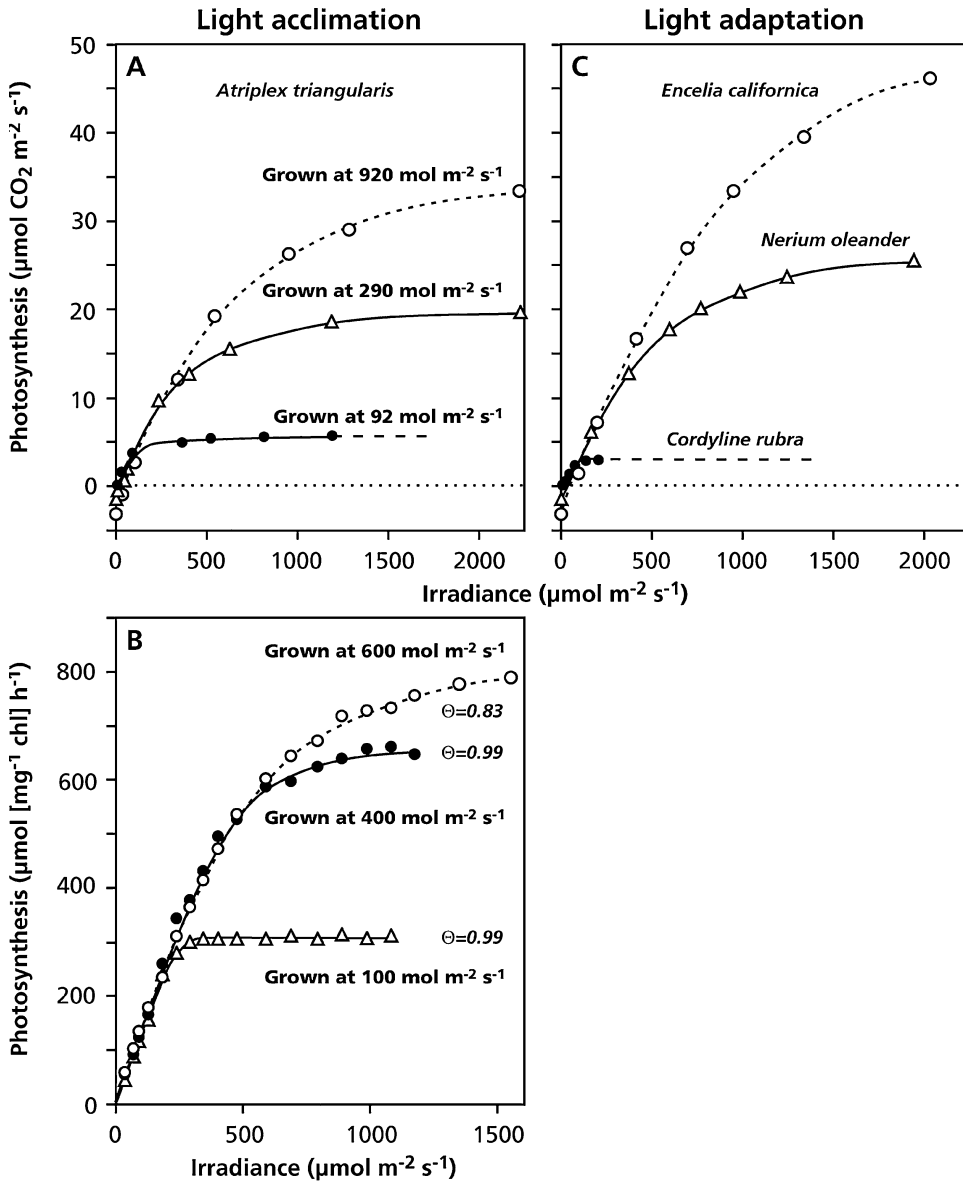 Light acclimation
Light adaptation
A
Atriplex triangularis
Grown at 920 mol m⁻² s⁻¹
Grown at 290 mol m⁻² s⁻¹
Grown at 92 mol m⁻² s⁻¹
50
40
30
20
10
0
Photosynthesis (µmol CO₂ m⁻² s⁻¹)
0 500 1000 1500 2000
C
Encelia californica
Nerium oleander
Cordyline rubra
0 500 1000 1500 2000
Irradiance (µmol m⁻² s⁻¹)
B
Grown at 600 mol m⁻² s⁻¹
Θ=0.83
Θ=0.99
Grown at 400 mol m⁻² s⁻¹
Θ=0.99
Grown at 100 mol m⁻² s⁻¹
800
600
400
200
0
Photosynthesis (µmol [mg⁻¹ chl] h⁻¹)
0 500 1000 1500
Irradiance (µmol m⁻² s⁻¹)